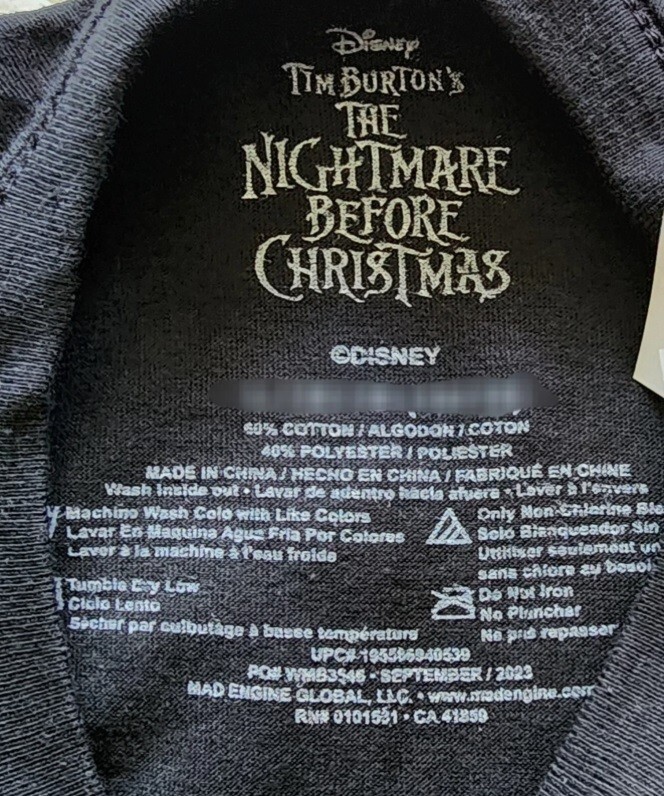 Disney
TIM BURTON'S
THE
NIGHTMARE
BEFORE
CHRISTMAS
©DISNEY
60% COTTON / ALGODON / COTON
40% POLYESTER / POLIESTER
MADE IN CHINA / HECHO EN CHINA / FABRIQUÉ EN CHINE
Wash Inside out • Lavar de adentro hacia afuera • Laver à l'envers
Machine Wash Cold with Like Colors
Lavar En Maquina Agua Fria Por Colores
Laver à la machine à l'eau froide
Only Non-Chlorine
Solo Blanqueador Sin
Utiliser seulement un
sans chlore au besoi
Tumble Dry Low
Ciclo Lento
Sécher par culbutage à basse température
Do Not Iron
No Planchar
Ne pas repasser
UPC# 195586940539
PO# WMB3545 • SEPTEMBER / 2023
MAD ENGINE GLOBAL, LLC. • www.madengine.com
RN# 0101531 • CA 41859